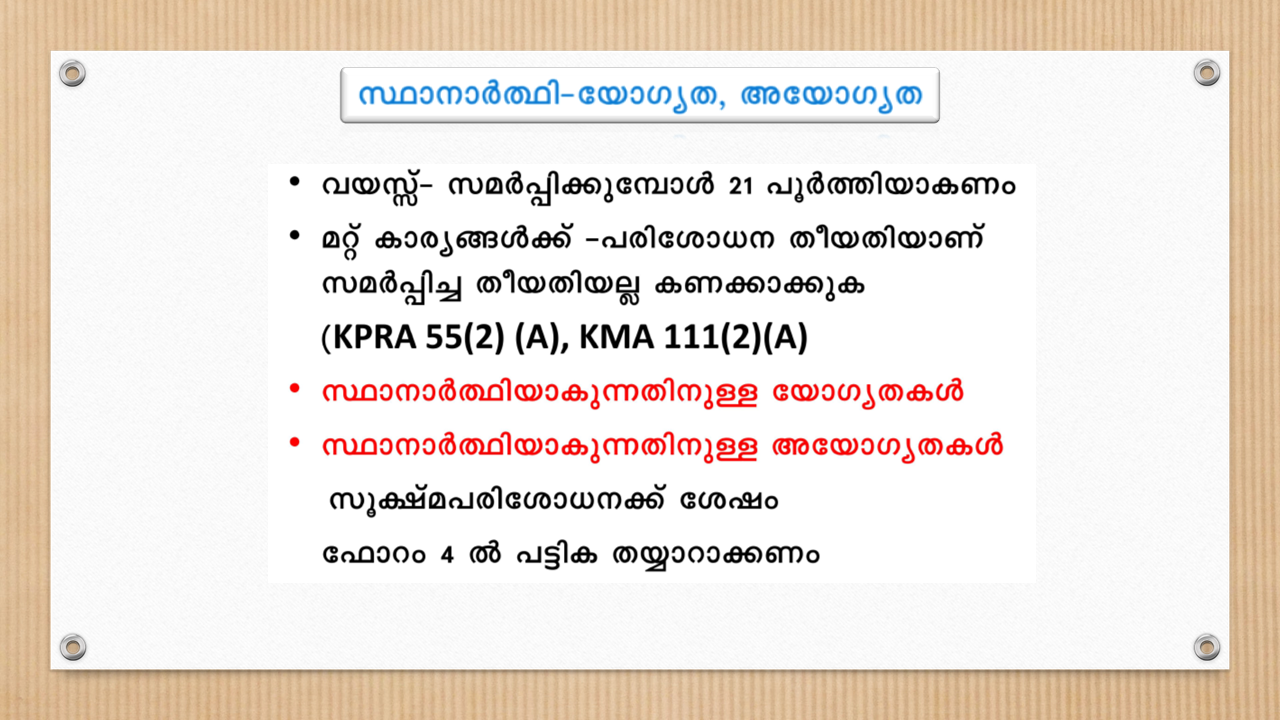 സ്ഥാനാർത്ഥി-യോഗ്യത, അയോഗ്യത
• വയസ്സ്- സമർപ്പിക്കുമ്പോൾ 21 പൂർത്തിയാകണം
• മറ്റ് കാര്യങ്ങൾക്ക് -പരിശോധന തീയതിയാണ്
സമർപ്പിച്ച തീയതിയല്ല കണക്കാക്കുക
(KPRA 55(2) (A), KMA 111(2)(A)
• സ്ഥാനാർത്ഥിയാകുന്നതിനുള്ള യോഗ്യതകൾ
• സ്ഥാനാർത്ഥിയാകുന്നതിനുള്ള അയോഗ്യതകൾ
സൂക്ഷ്മപരിശോധനക്ക് ശേഷം
ഫോറം 4 ൽ പട്ടിക തയ്യാറാക്കണം